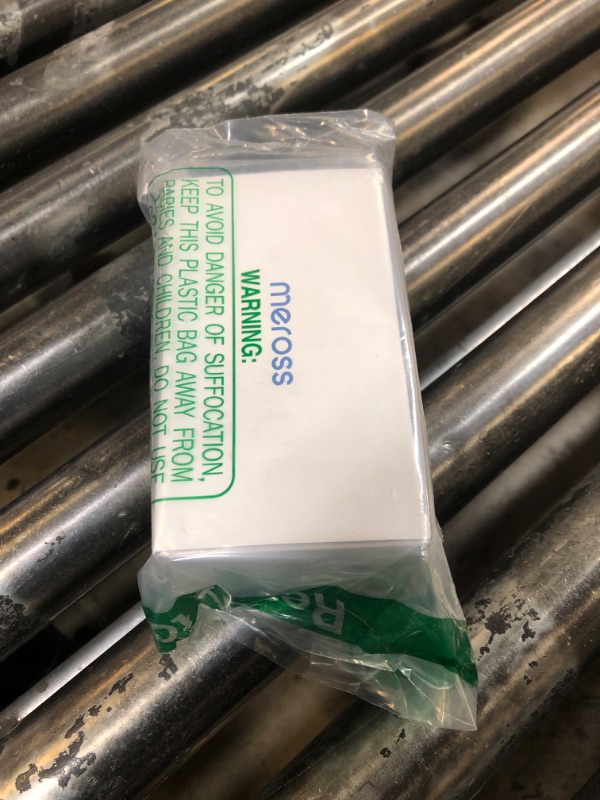 meross
WARNING:
TO AVOID DANGER OF SUFFOCATION,
KEEP THIS PLASTIC BAG AWAY FROM
BABIES AND CHILDREN. DO NOT USE
Re